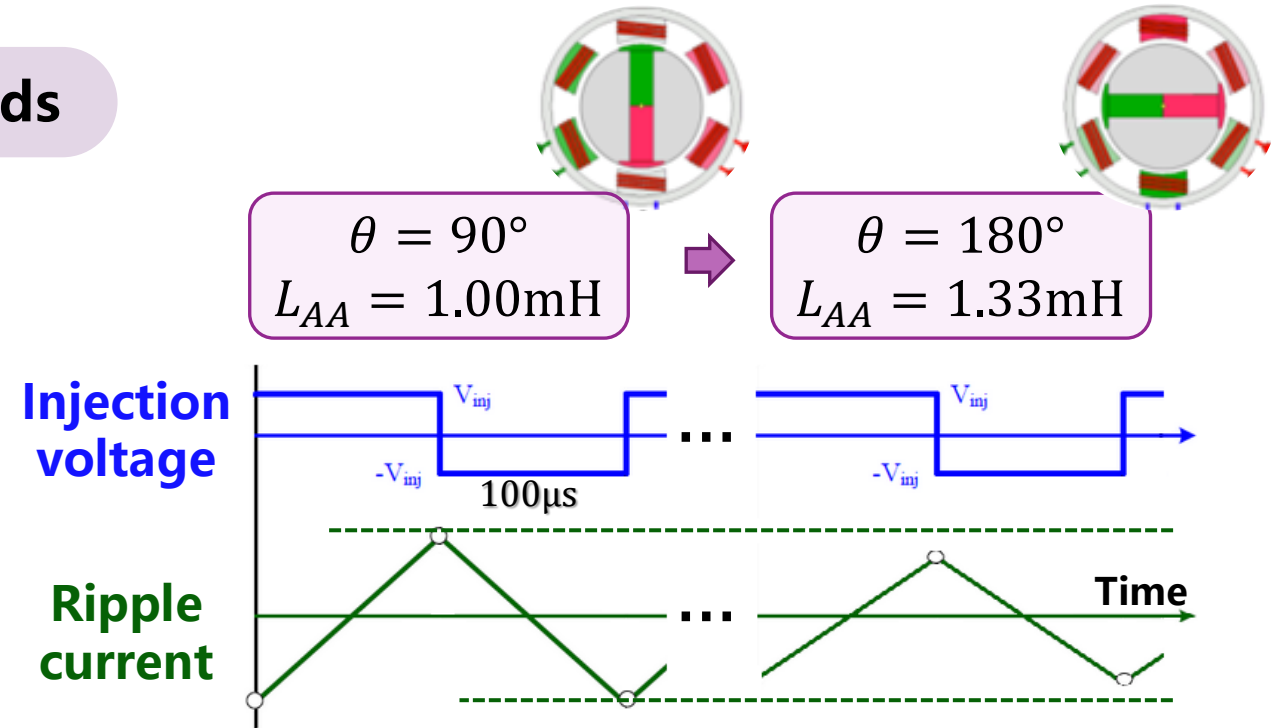 ds
θ = 90°
L_AA = 1.00mH
θ = 180°
L_AA = 1.33mH
Injection
voltage
V_inj
-V_inj
100μs
...
V_inj
-V_inj
Ripple
current
...
Time